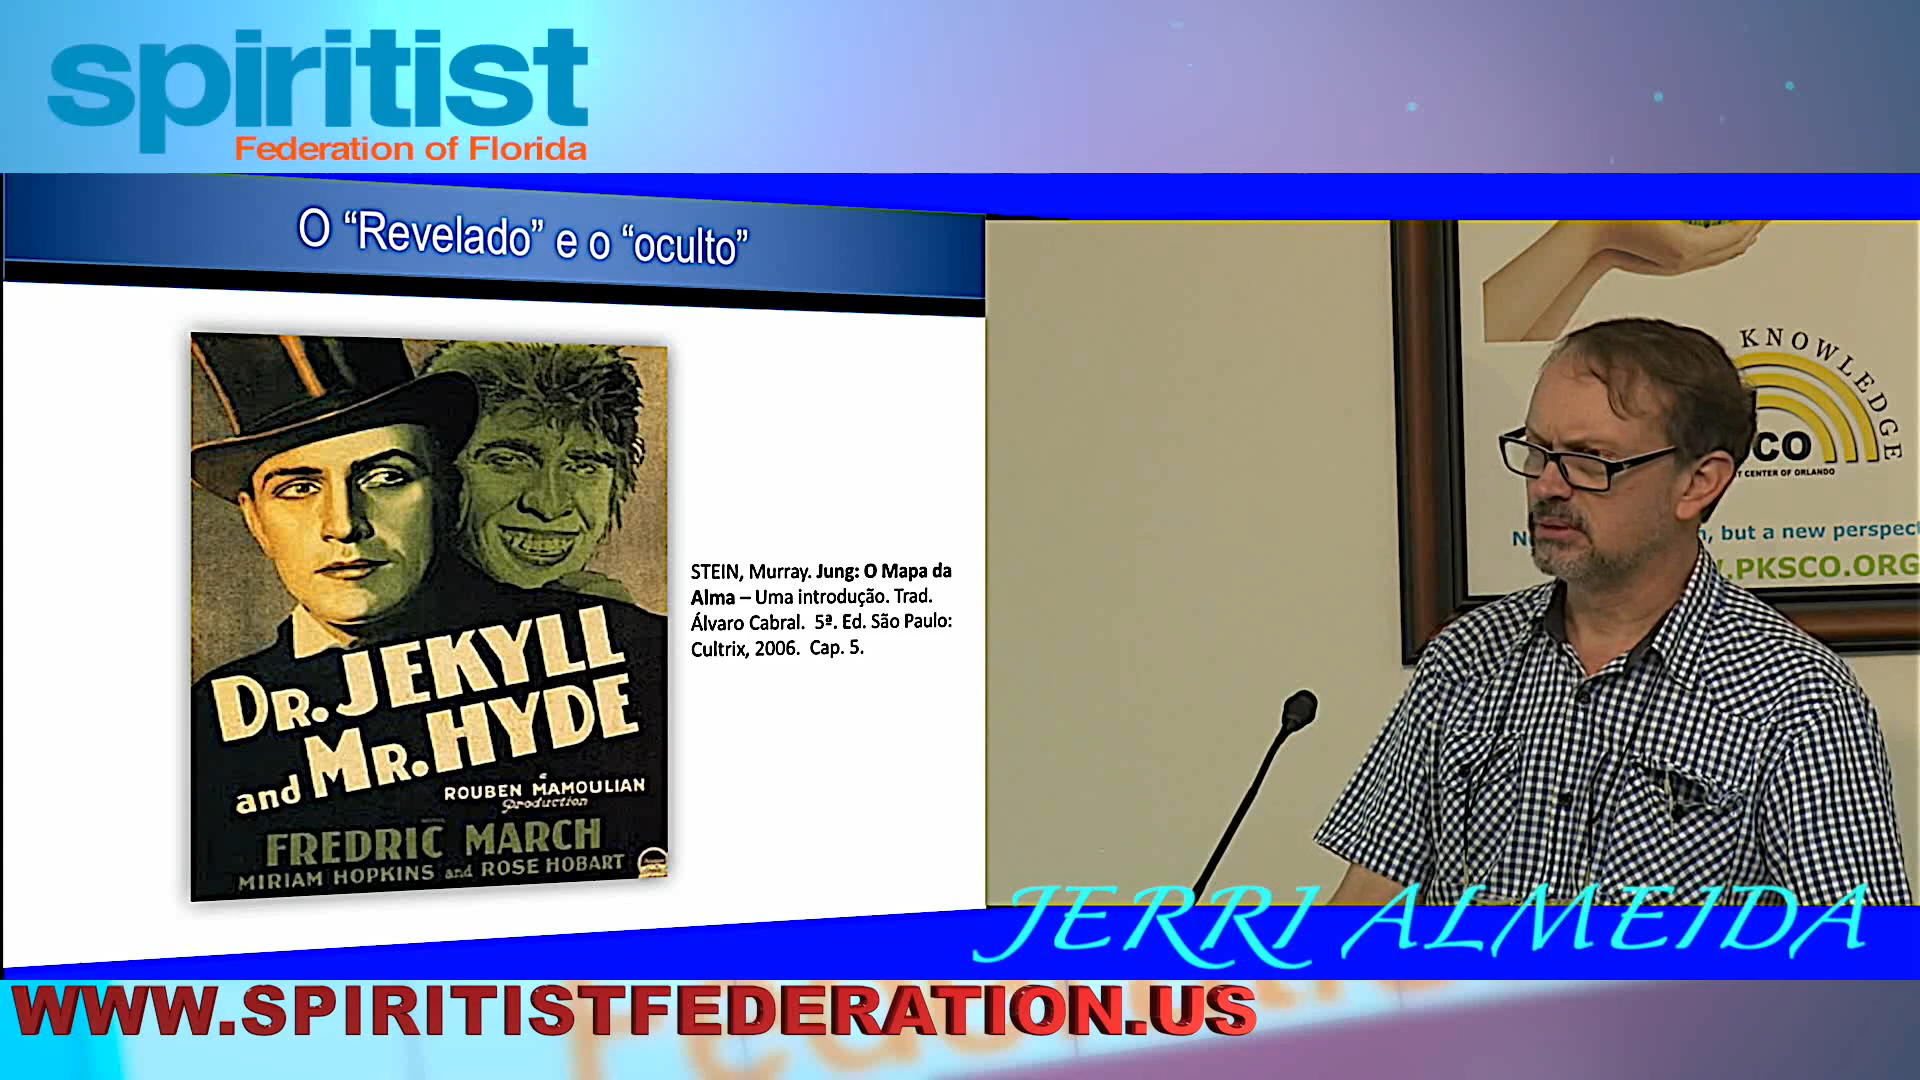 spiritist
Federation of Florida
O “Revelado” e o “oculto”
DR. JEKYLL
and MR. HYDE
a
ROUBEN MAMOULIAN
production
FREDRIC MARCH
MIRIAM HOPKINS and ROSE HOBART
STEIN, Murray. Jung: O Mapa da
Alma – Uma introdução. Trad.
Álvaro Cabral. 5ª. Ed. São Paulo:
Cultrix, 2006. Cap. 5.
KNOWLEDGE
SCO
T CENTER OF ORLANDO
, but a new perspect
.PKSCO.ORG
JERRI ALMEIDA
WWW.SPIRITISTFEDERATION.US